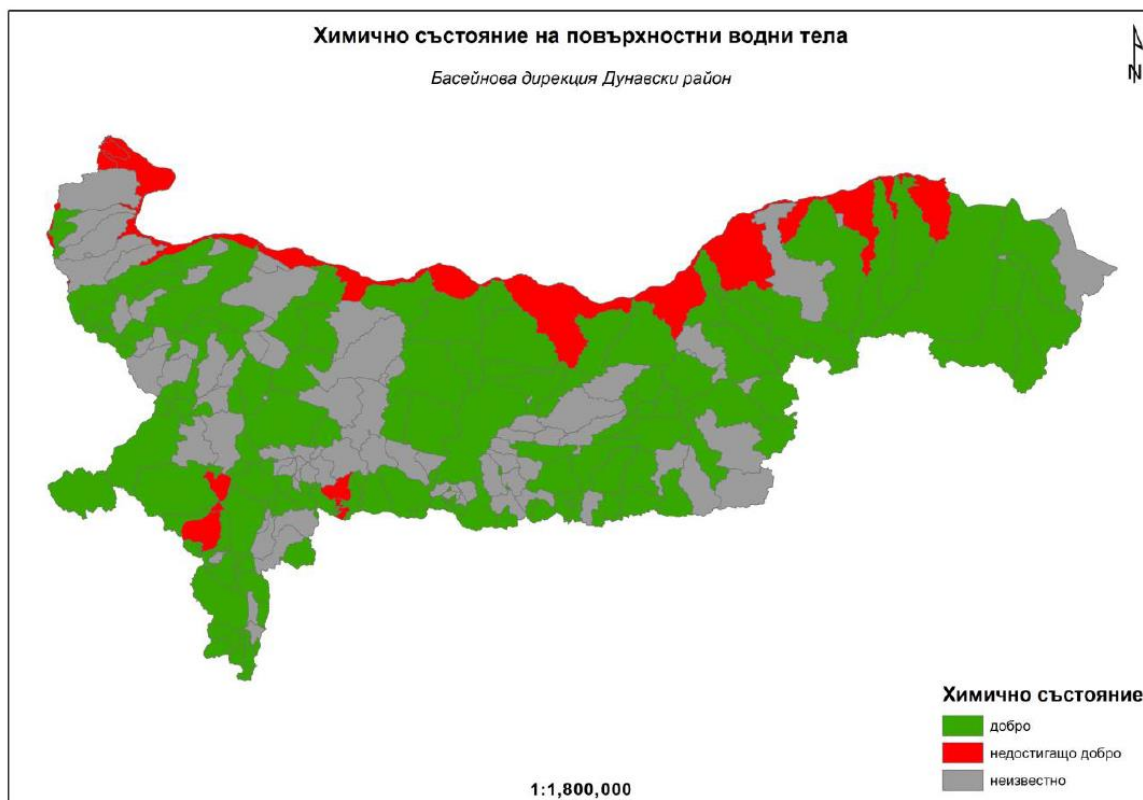 Химично състояние на повърхностни водни тела
Басейнова дирекция Дунавски район
N
Химично състояние
добро
недостигащо добро
неизвестно
1:1,800,000